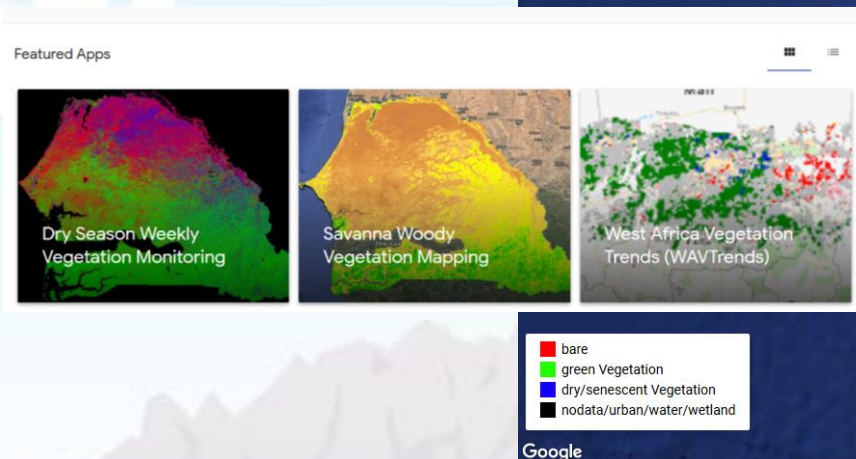 Featured Apps
Dry Season Weekly
Vegetation Monitoring
Savanna Woody
Vegetation Mapping
West Africa Vegetation
Trends (WAVTrends)
bare
green Vegetation
dry/senescent Vegetation
nodata/urban/water/wetland
Google